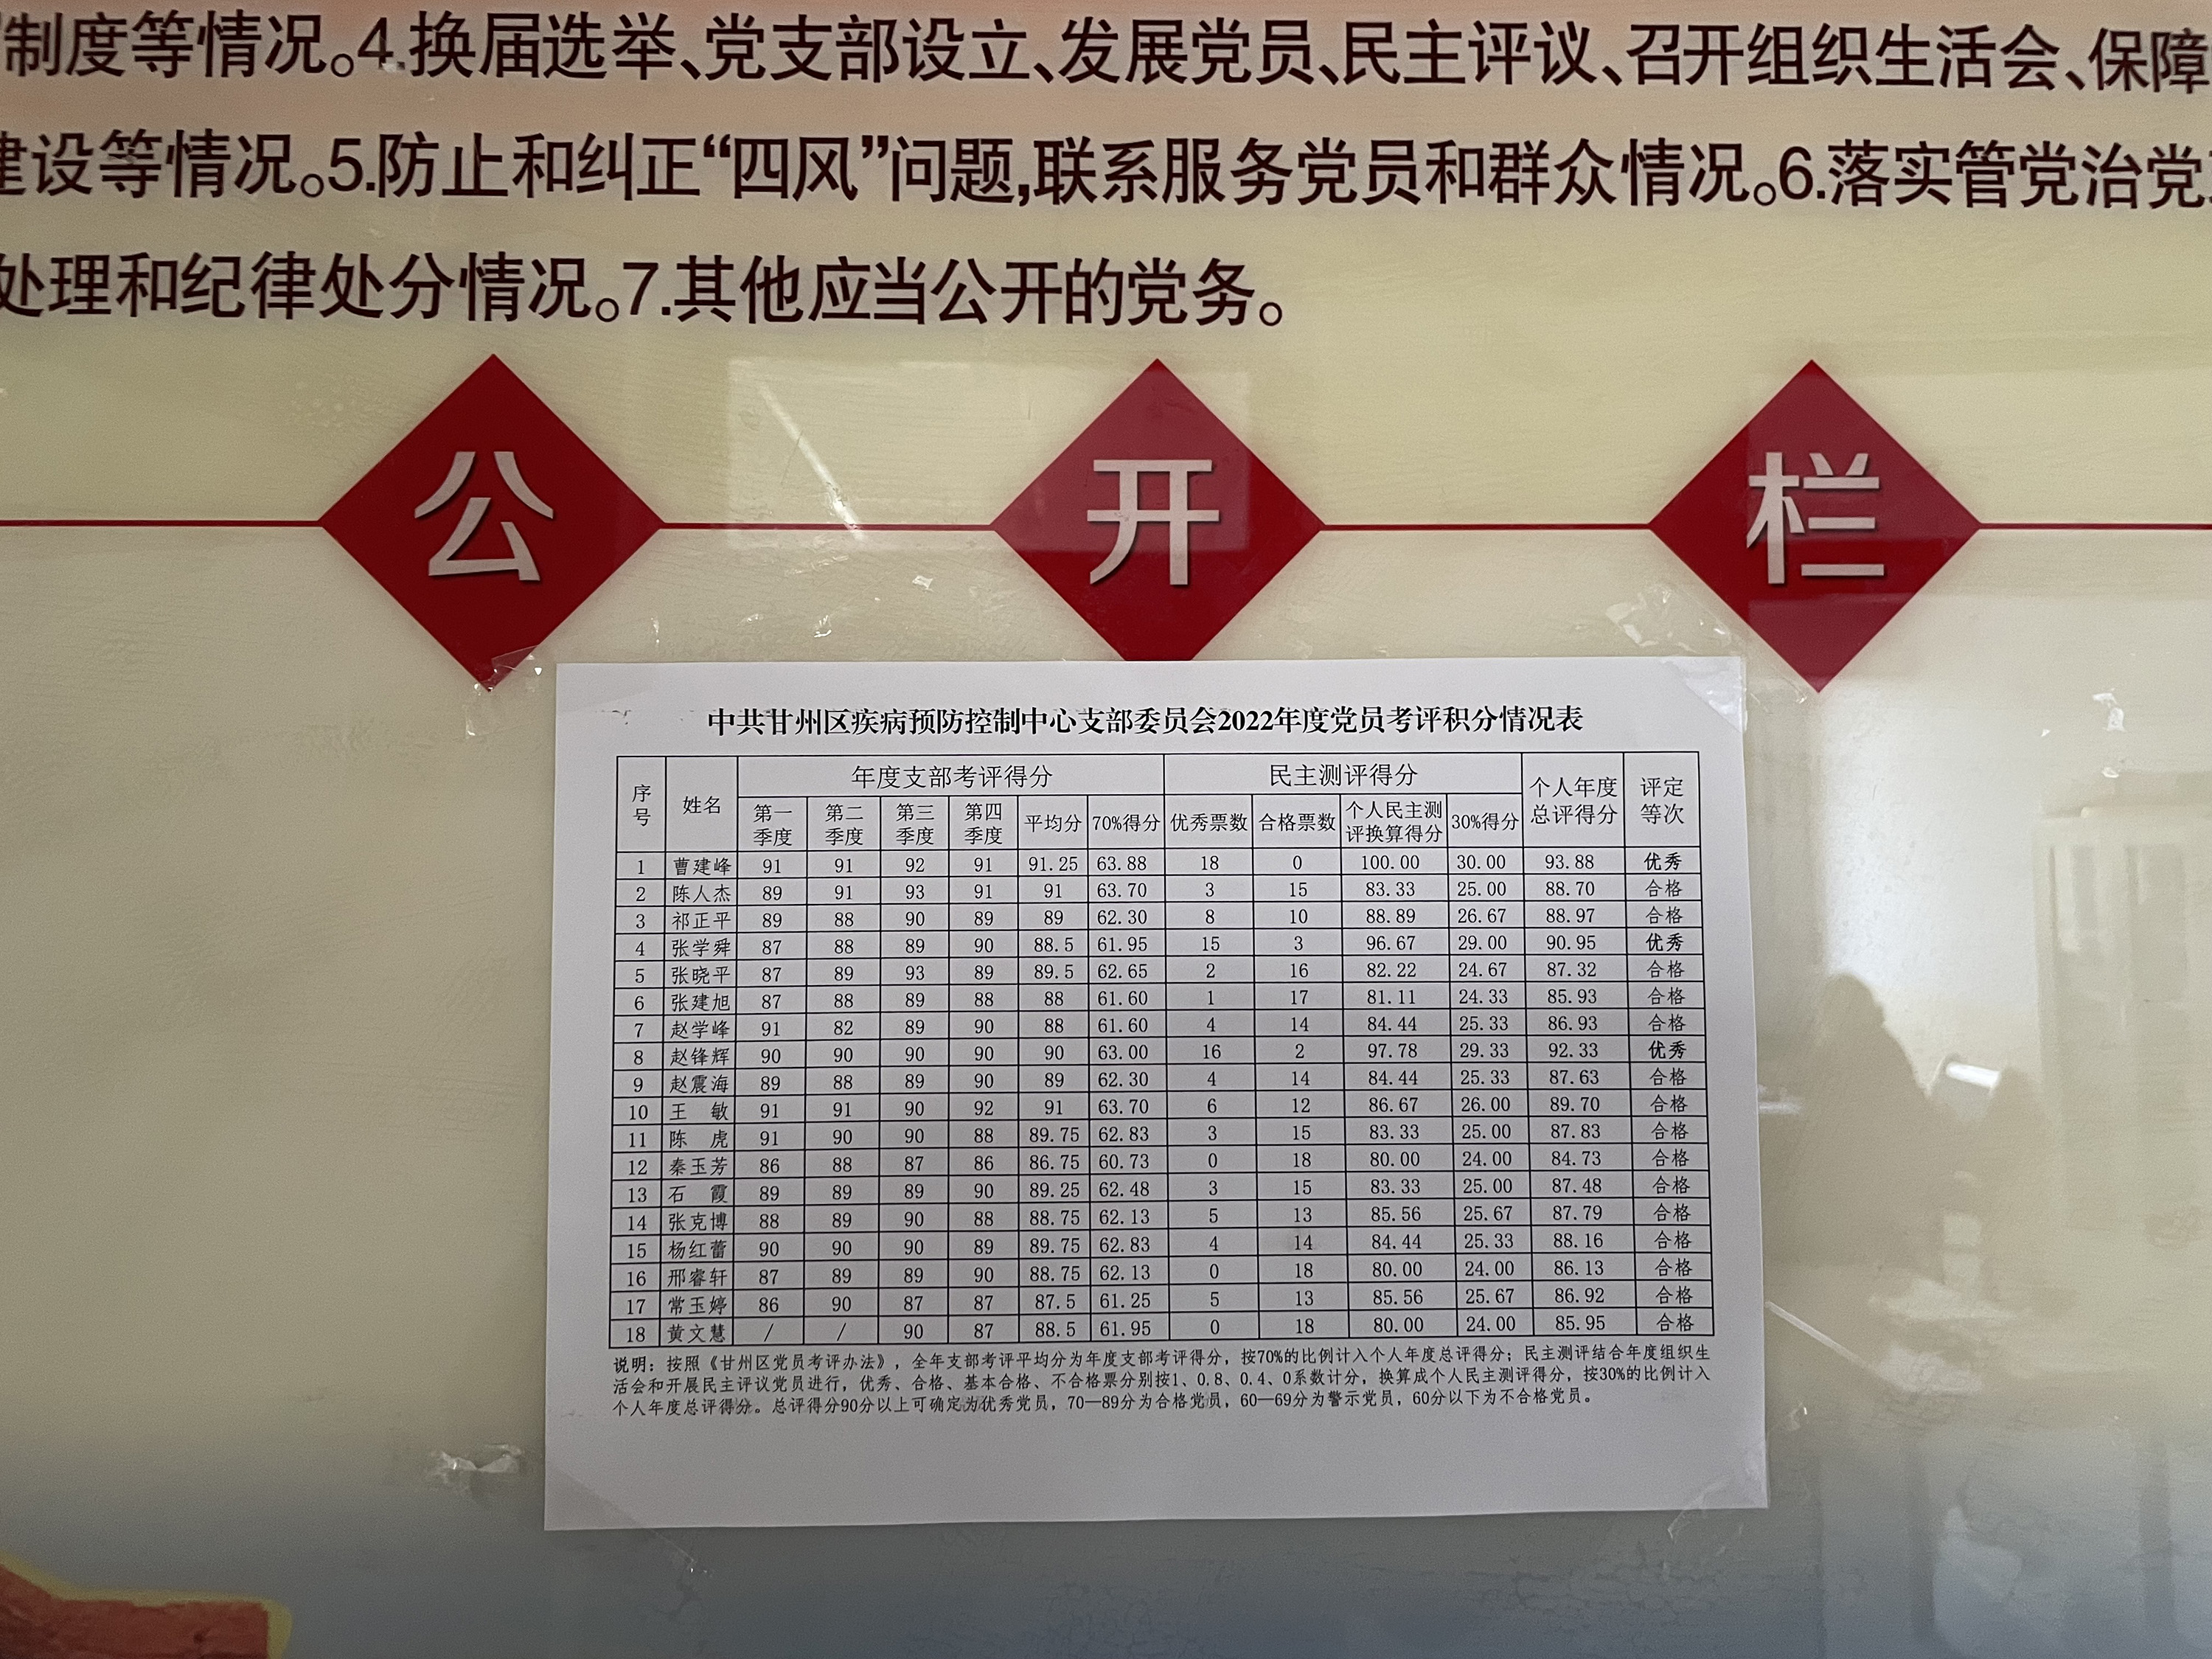 制度等情况。4.换届选举、党支部设立、发展党员、民主评议、召开组织生活会、保障
建设等情况。5.防止和纠正“四风”问题,联系服务党员和群众情况。6.落实管党治党
处理和纪律处分情况。7.其他应当公开的党务。
公 开 栏
中共甘州区疾病预防控制中心支部委员会2022年度党员考评积分情况表
序号 姓名 年度支部考评得分 民主测评得分 个人年度总评得分 评定等次
第一季度 第二季度 第三季度 第四季度 平均分 70%得分 优秀票数 合格票数 个人民主测评换算得分 30%得分
1 曹建峰 91 91 92 91 91.25 63.88 18 0 100.00 30.00 93.88 优秀
2 陈人杰 89 91 93 91 91 63.70 3 15 83.33 25.00 88.70 合格
3 祁正平 89 88 90 89 89 62.30 8 10 88.89 26.67 88.97 合格
4 张学舜 87 88 89 90 88.5 61.95 15 3 96.67 29.00 90.95 优秀
5 张晓平 87 89 93 89 89.5 62.65 2 16 82.22 24.67 87.32 合格
6 张建旭 87 88 89 88 88 61.60 1 17 81.11 24.33 85.93 合格
7 赵学峰 91 82 89 90 88 61.60 4 14 84.44 25.33 86.93 合格
8 赵锋辉 90 90 90 90 90 63.00 16 2 97.78 29.33 92.33 优秀
9 赵震海 89 88 89 90 89 62.30 4 14 84.44 25.33 87.63 合格
10 王 敏 91 91 90 92 91 63.70 6 12 86.67 26.00 89.70 合格
11 陈 虎 91 90 90 88 89.75 62.83 3 15 83.33 25.00 87.83 合格
12 秦玉芳 86 88 87 86 86.75 60.73 0 18 80.00 24.00 84.73 合格
13 石 霞 89 89 89 90 89.25 62.48 3 15 83.33 25.00 87.48 合格
14 张克博 88 89 90 88 88.75 62.13 5 13 85.56 25.67 87.79 合格
15 杨红蕾 90 90 90 89 89.75 62.83 4 14 84.44 25.33 88.16 合格
16 邢睿轩 87 89 89 90 88.75 62.13 0 18 80.00 24.00 86.13 合格
17 常玉婷 86 90 87 87 87.5 61.25 5 13 85.56 25.67 86.92 合格
18 黄文慧 / / 90 87 88.5 61.95 0 18 80.00 24.00 85.95 合格
说明：按照《甘州区党员考评办法》，全年支部考评平均分为年度支部考评得分，按70%的比例计入个人年度总评得分；民主测评结合年度组织生
活会和开展民主评议党员进行，优秀、合格、基本合格、不合格票分别按1、0.8、0.4、0系数计分，换算成个人民主测评得分，按30%的比例计入
个人年度总评得分。总评得分90分以上可确定为优秀党员，70—89分为合格党员，60—69分为警示党员，60分以下为不合格党员。